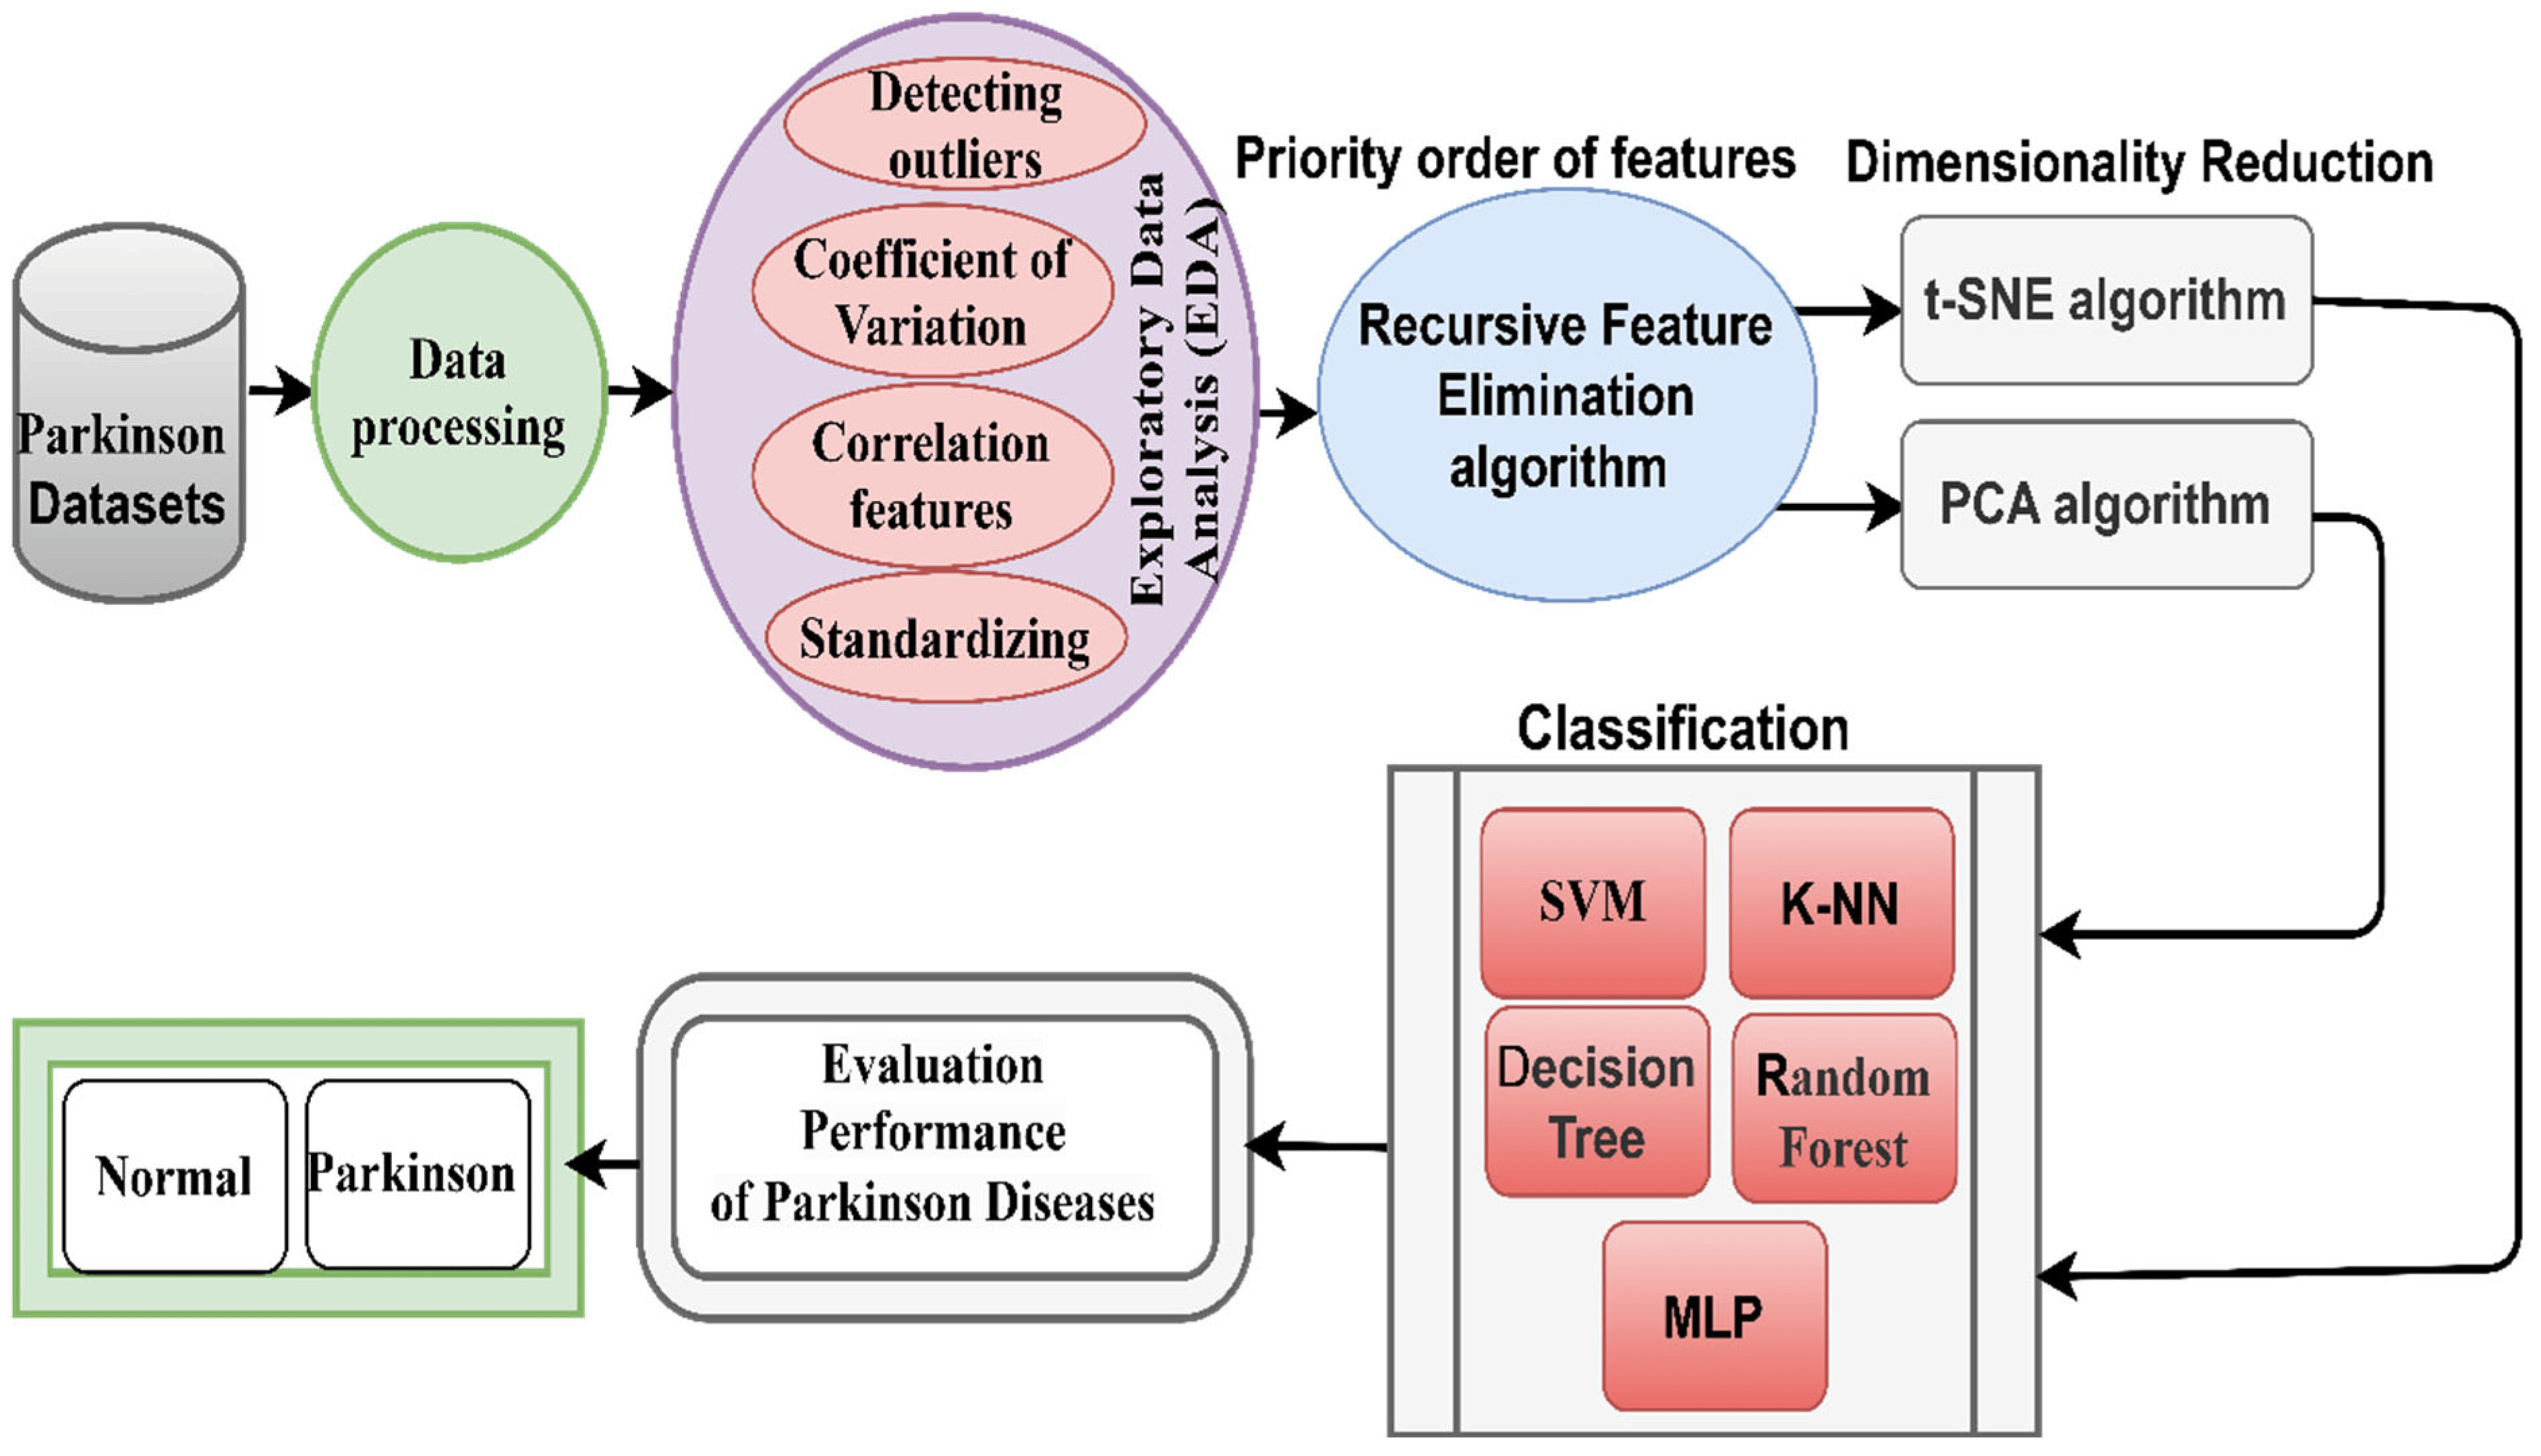 Parkinson
Datasets
Data
processing
Detecting
outliers
Coefficient of
Variation
Correlation
features
Standardizing
Exploratory Data
Analysis (EDA)
Priority order of features
Recursive Feature
Elimination
algorithm
Dimensionality Reduction
t-SNE algorithm
PCA algorithm
Classification
SVM
K-NN
Decision
Tree
Random
Forest
MLP
Evaluation
Performance
of Parkinson Diseases
Normal
Parkinson